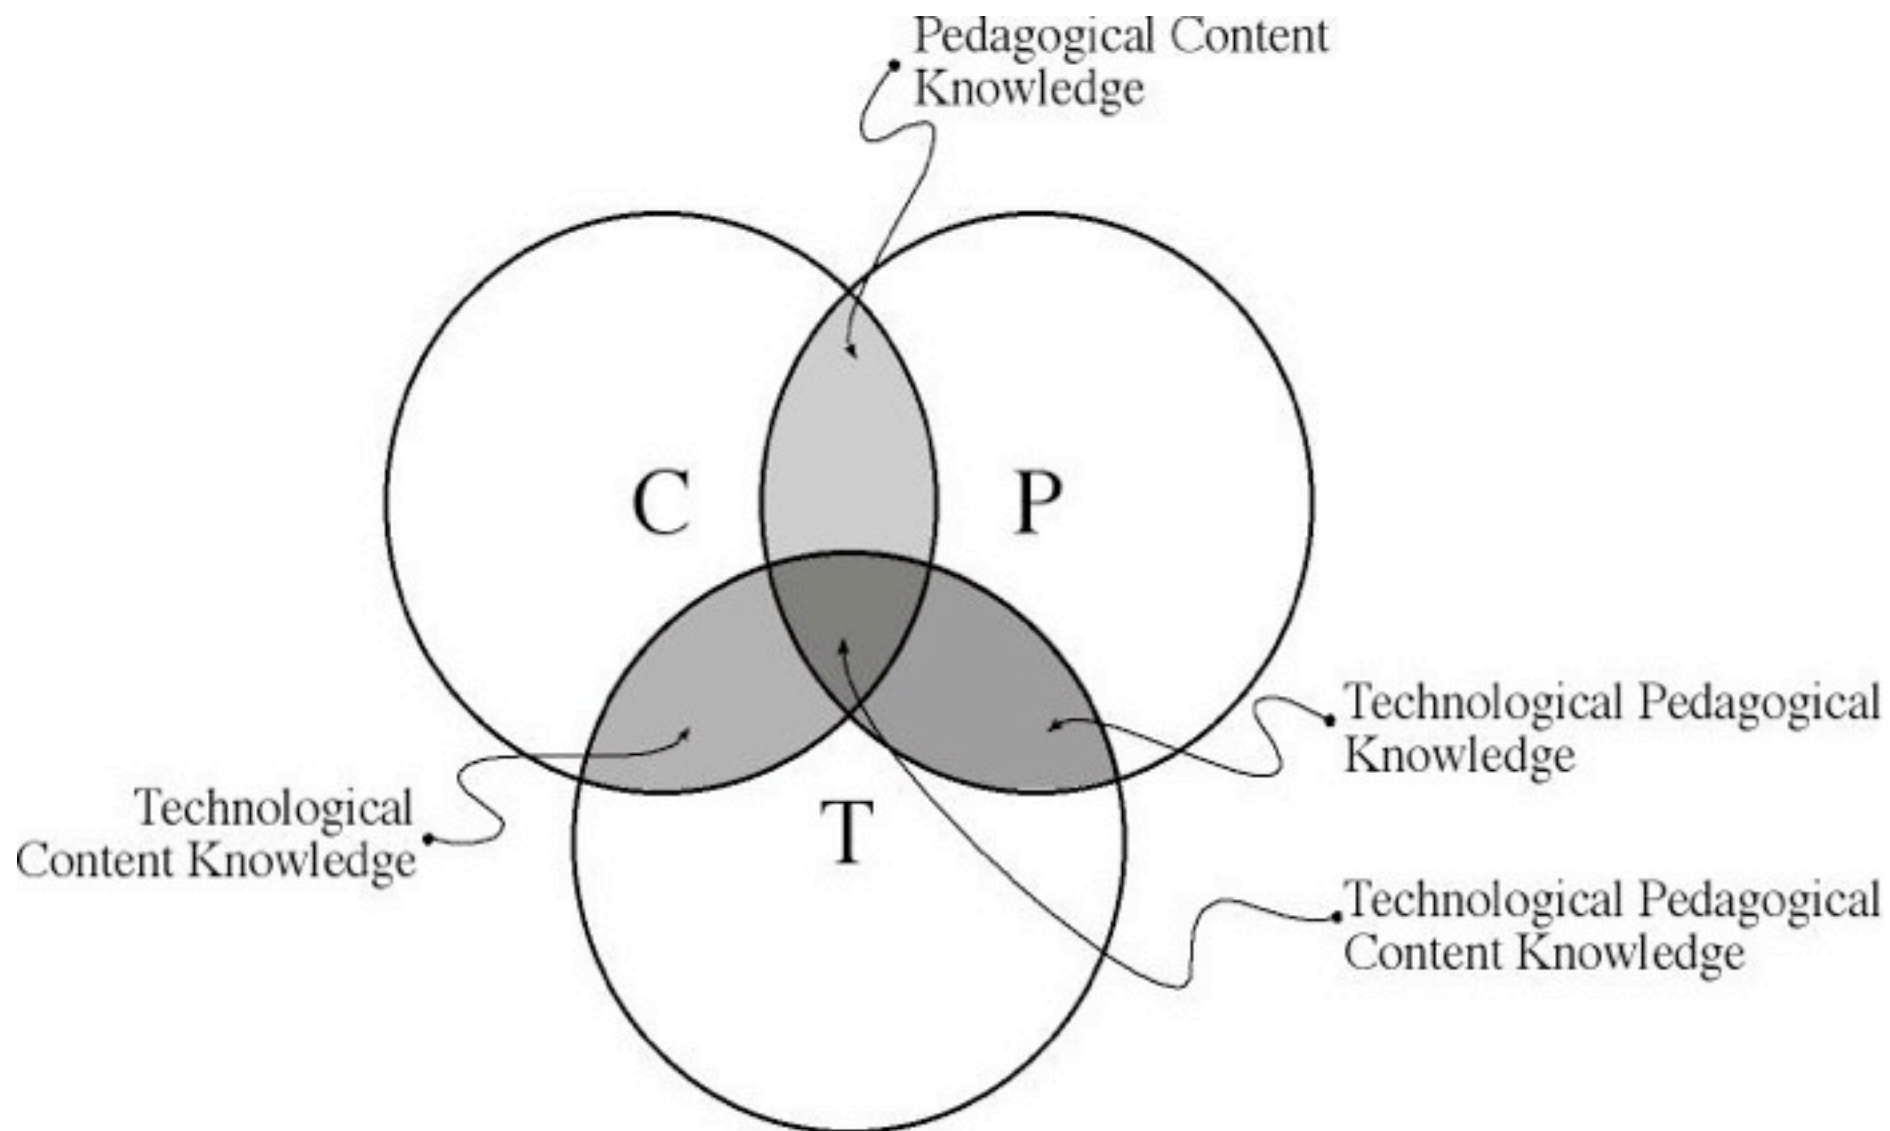 Pedagogical Content
Knowledge
C
P
Technological Pedagogical
Knowledge
Technological
Content Knowledge
T
Technological Pedagogical
Content Knowledge